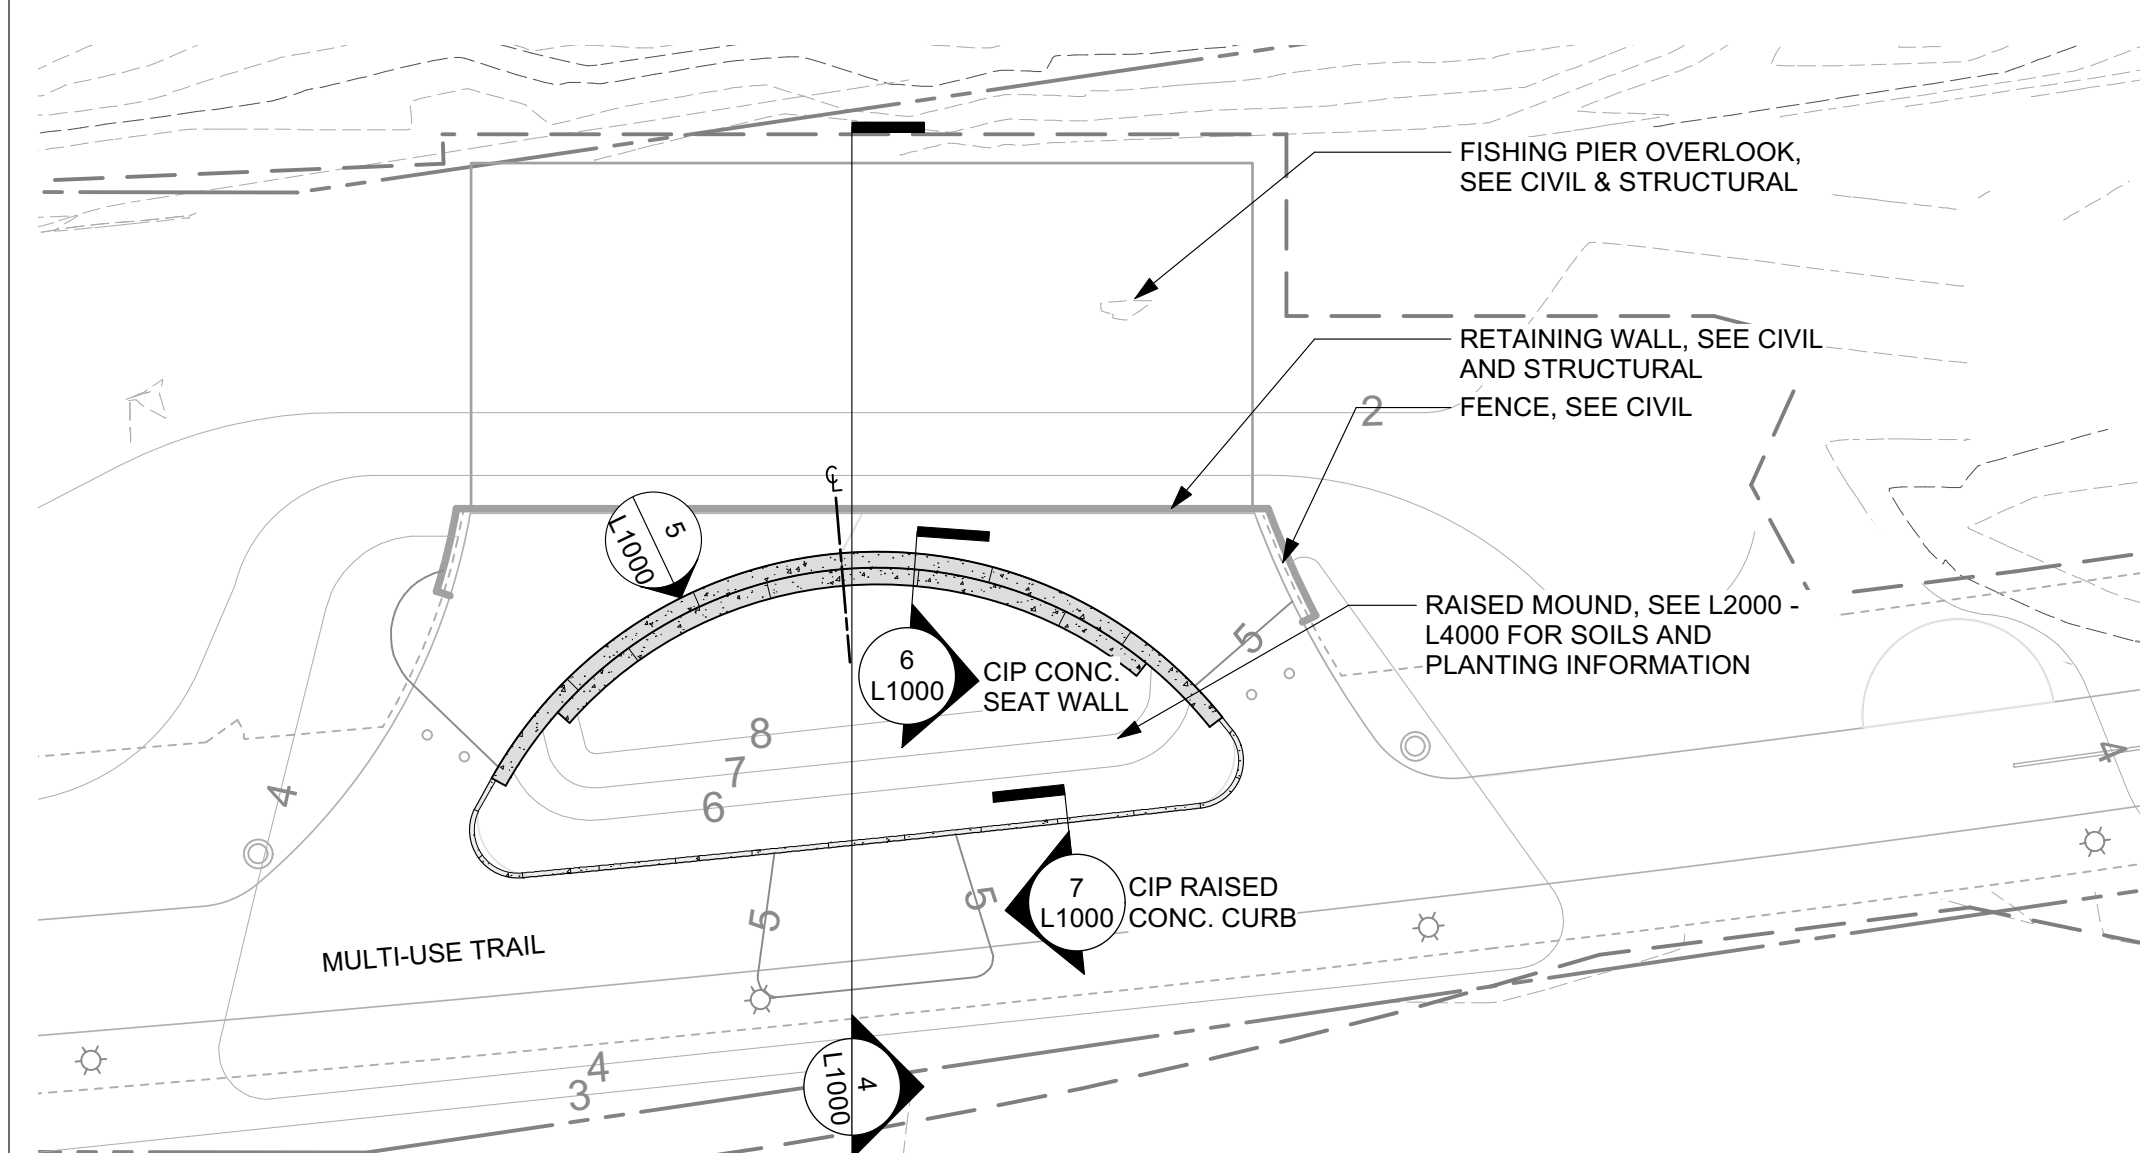 FISHING PIER OVERLOOK,
SEE CIVIL & STRUCTURAL
RETAINING WALL, SEE CIVIL
AND STRUCTURAL
2
FENCE, SEE CIVIL
℄
5
L1000
RAISED MOUND, SEE L2000 -
L4000 FOR SOILS AND
PLANTING INFORMATION
5
6
L1000
CIP CONC.
SEAT WALL
8
7
6
4
4
7
L1000
CIP RAISED
CONC. CURB
5
5
MULTI-USE TRAIL
4
3
4
L1000